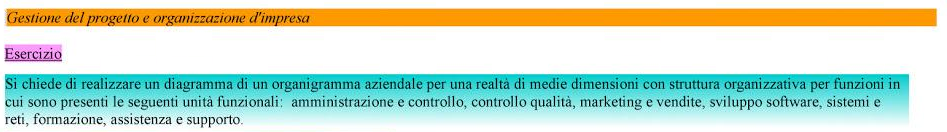 Gestione del progetto e organizzazione d'impresa
Esercizio
Si chiede di realizzare un diagramma di un organigramma aziendale per una realtà di medie dimensioni con struttura organizzativa per funzioni in
cui sono presenti le seguenti unità funzionali: amministrazione e controllo, controllo qualità, marketing e vendite, sviluppo software, sistemi e
reti, formazione, assistenza e supporto.